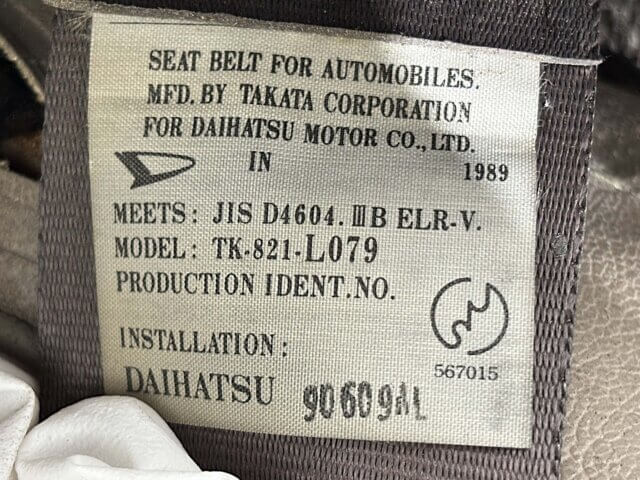 SEAT BELT FOR AUTOMOBILES.
MFD. BY TAKATA CORPORATION
FOR DAIHATSU MOTOR CO., LTD.
IN 1989
MEETS: JIS D4604. ⅢB ELR-V.
MODEL: TK-821-L079
PRODUCTION IDENT.NO.
567015
INSTALLATION:
DAIHATSU 90609AL